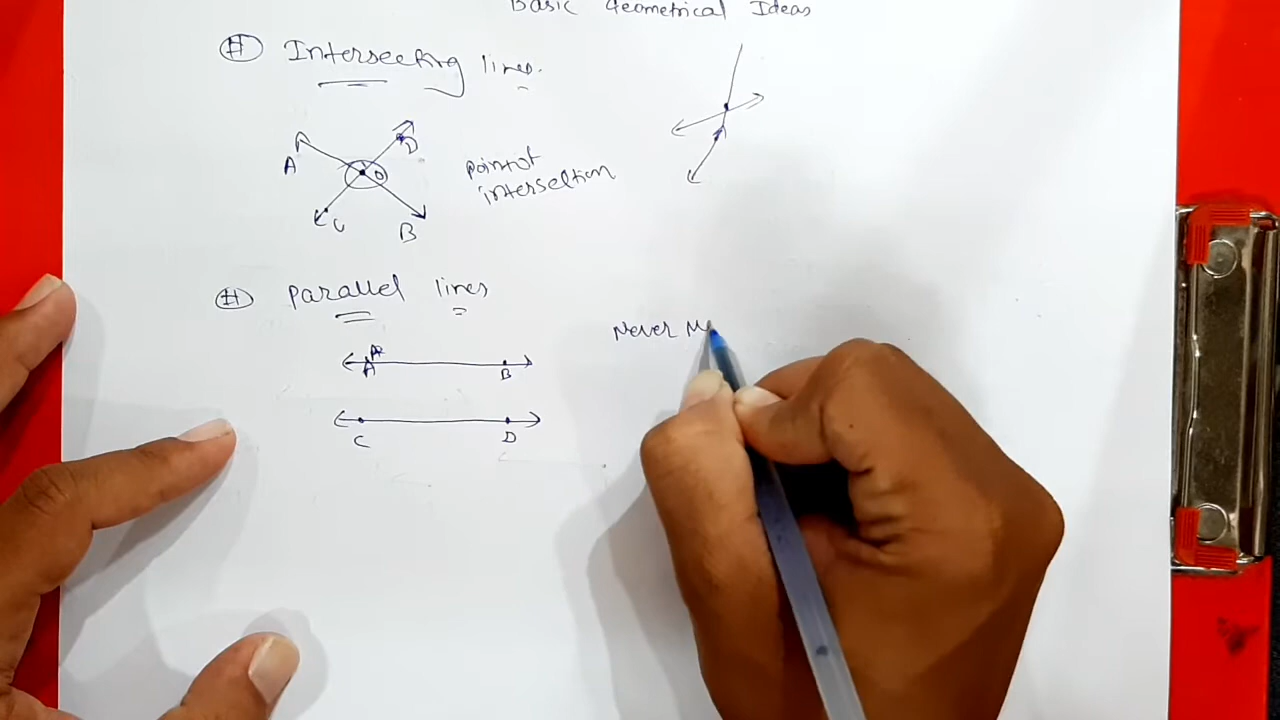 Basic Geometrical Ideas
# Intersecting lines.
A D
O
C B
point of
intersection
# Parallel lines
A
A B
C D
Never M